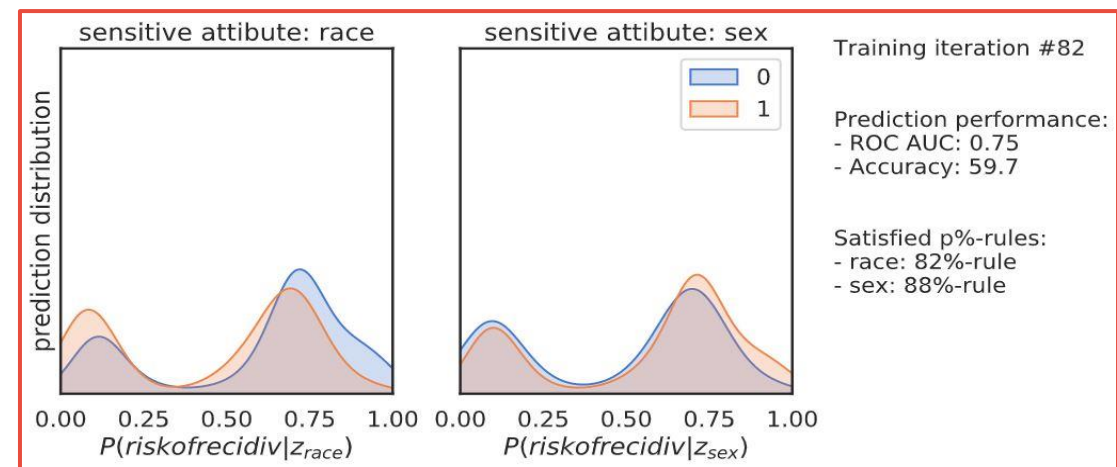 sensitive attibute: race
sensitive attibute: sex
prediction distribution
0
1
0.00 0.25 0.50 0.75 1.00
0.00 0.25 0.50 0.75 1.00
P(riskofrecidiv|z_race)
P(riskofrecidiv|z_sex)
Training iteration #82
Prediction performance:
- ROC AUC: 0.75
- Accuracy: 59.7
Satisfied p%-rules:
- race: 82%-rule
- sex: 88%-rule